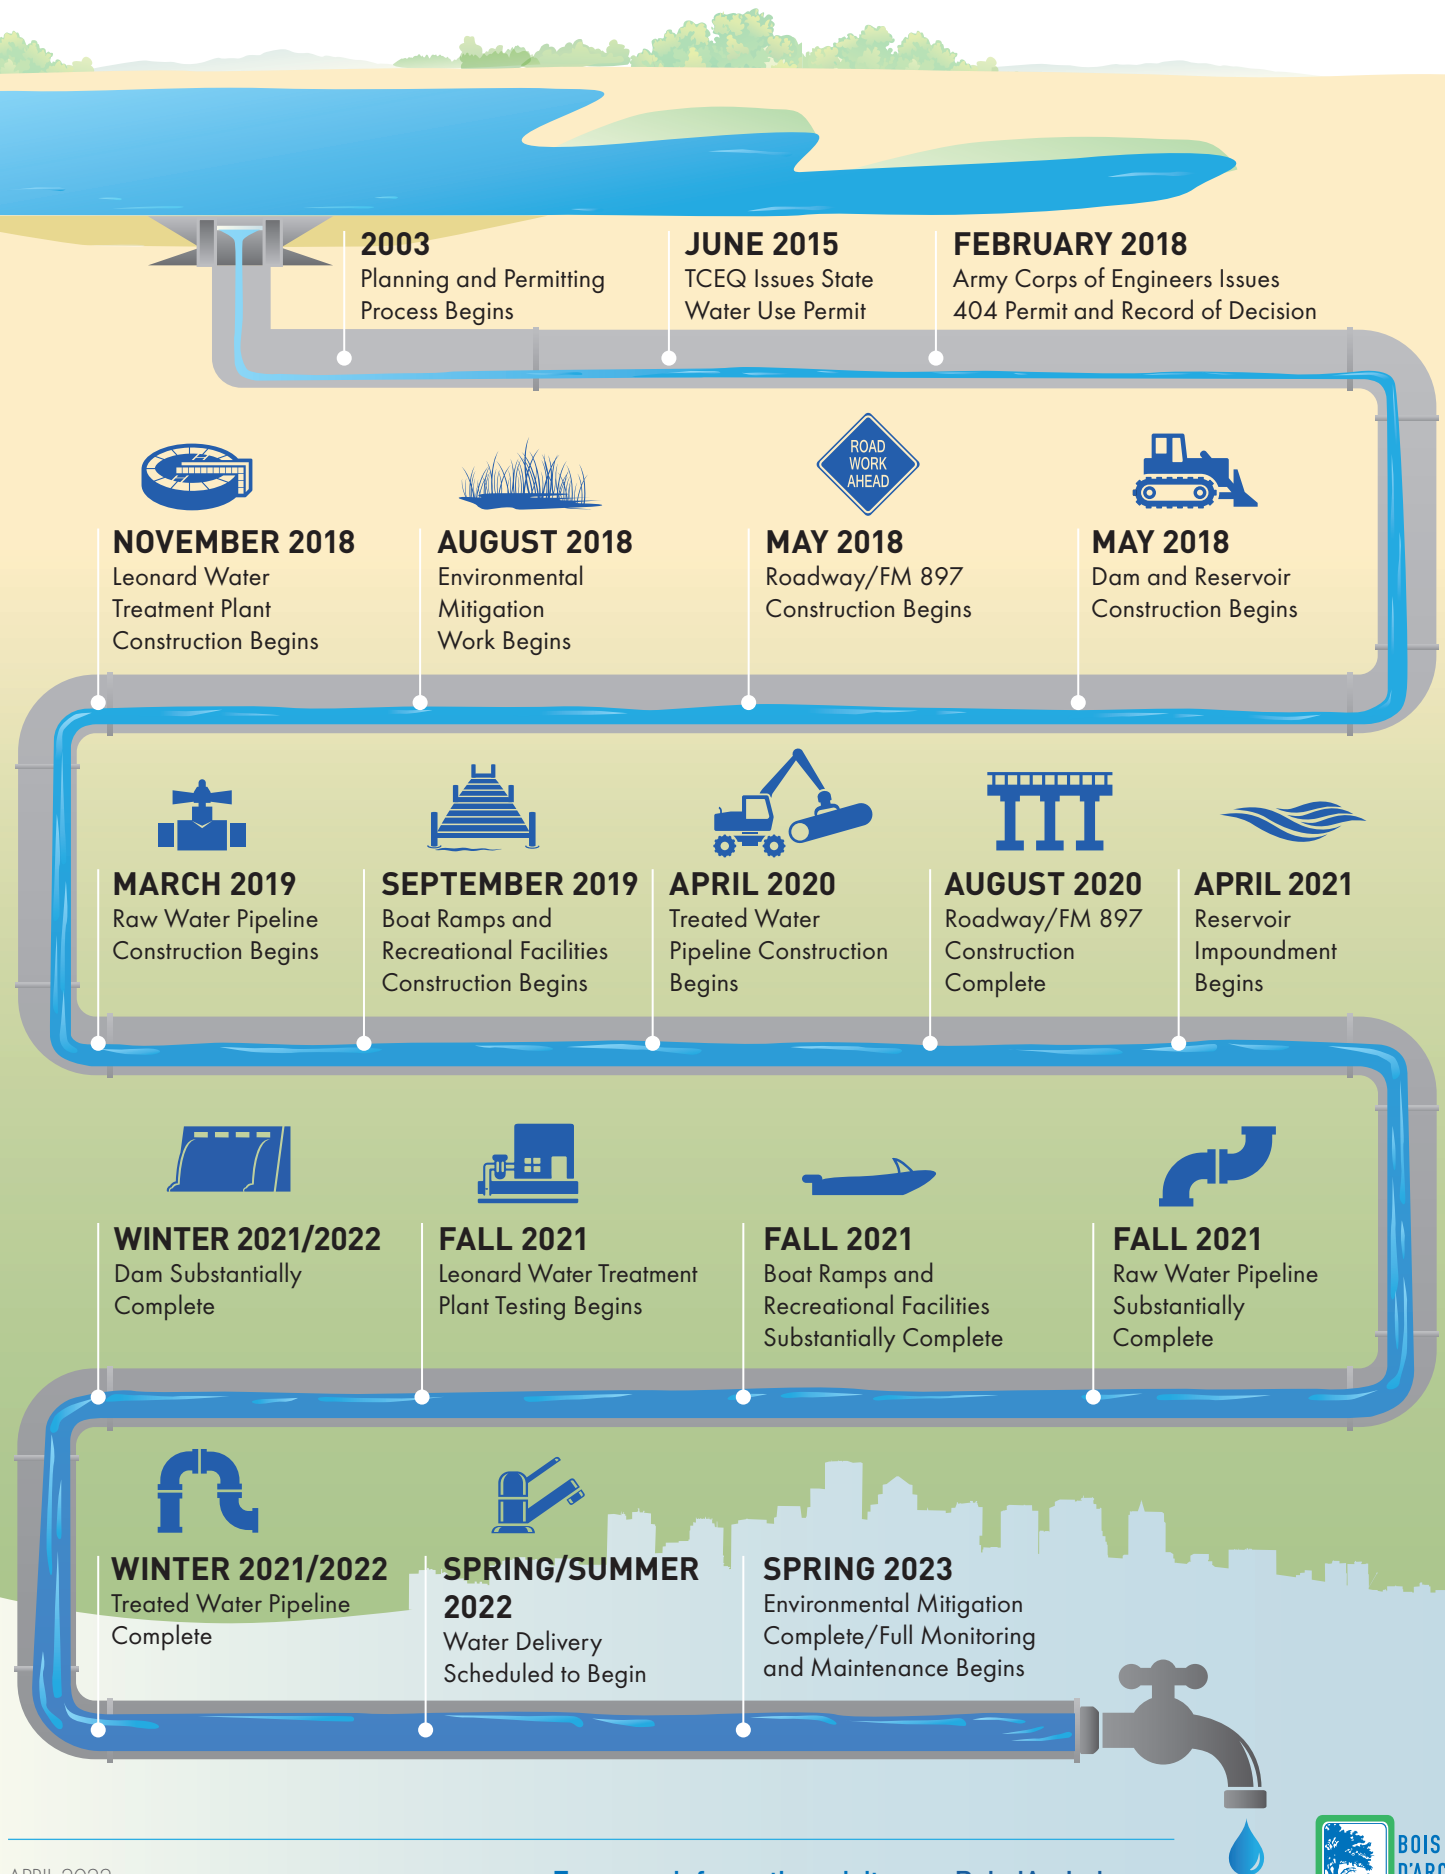 2003
Planning and Permitting
Process Begins
JUNE 2015
TCEQ Issues State
Water Use Permit
FEBRUARY 2018
Army Corps of Engineers Issues
404 Permit and Record of Decision
NOVEMBER 2018
Leonard Water
Treatment Plant
Construction Begins
AUGUST 2018
Environmental
Mitigation
Work Begins
ROAD
WORK
AHEAD
MAY 2018
Roadway/FM 897
Construction Begins
MAY 2018
Dam and Reservoir
Construction Begins
MARCH 2019
Raw Water Pipeline
Construction Begins
SEPTEMBER 2019
Boat Ramps and
Recreational Facilities
Construction Begins
APRIL 2020
Treated Water
Pipeline Construction
Begins
AUGUST 2020
Roadway/FM 897
Construction
Complete
APRIL 2021
Reservoir
Impoundment
Begins
WINTER 2021/2022
Dam Substantially
Complete
FALL 2021
Leonard Water Treatment
Plant Testing Begins
FALL 2021
Boat Ramps and
Recreational Facilities
Substantially Complete
FALL 2021
Raw Water Pipeline
Substantially
Complete
WINTER 2021/2022
Treated Water Pipeline
Complete
SPRING/SUMMER
2022
Water Delivery
Scheduled to Begin
SPRING 2023
Environmental Mitigation
Complete/Full Monitoring
and Maintenance Begins
BOIS